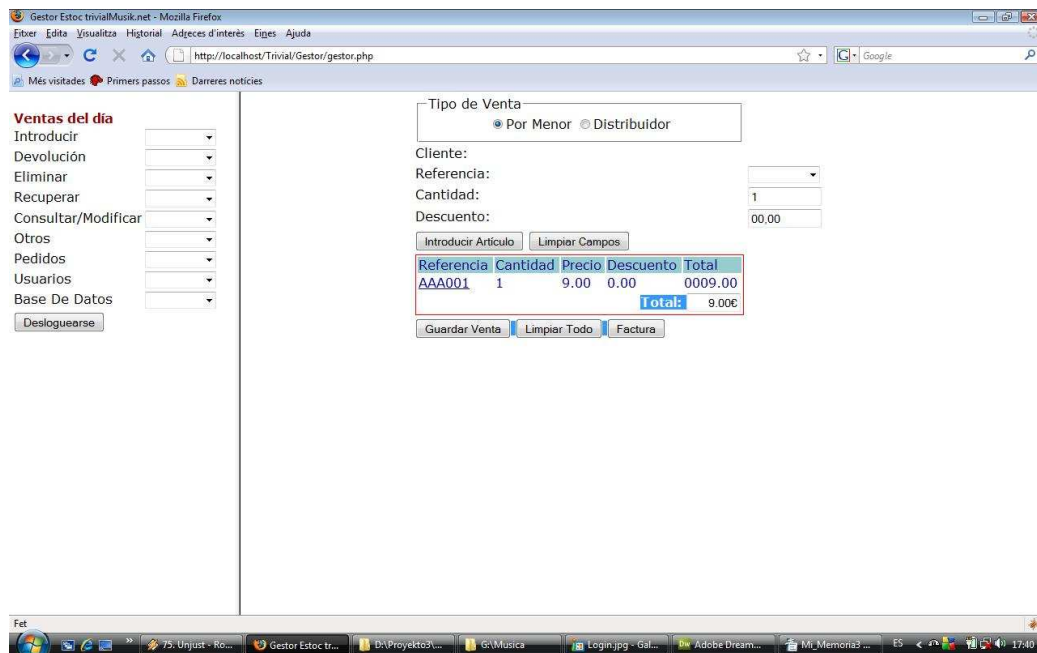 Gestor Estoc trivialMusik.net - Mozilla Firefox
Fitxer Edita Visualitza Historial Adreces d'interès Eines Ajuda
http://localhost/Trivial/Gestor/gestor.php
G Google
Més visitades Primers passos Darreres notícies
Ventas del día
Introducir
Devolución
Eliminar
Recuperar
Consultar/Modificar
Otros
Pedidos
Usuarios
Base De Datos
Desloguearse
Tipo de Venta
Por Menor Distribuidor
Cliente:
Referencia:
Cantidad: 1
Descuento: 00,00
Introducir Artículo Limpiar Campos
Referencia Cantidad Precio Descuento Total
AAA001 1 9.00 0.00 0009.00
Total: 9.00€
Guardar Venta Limpiar Todo Factura
Fet
75. Unjust - Ro... Gestor Estoc tr... D:\Proyekto3\... G:\Musica Login.jpg - Gal... Dw Adobe Dream... Mi_Memoria3 ... ES 17:40